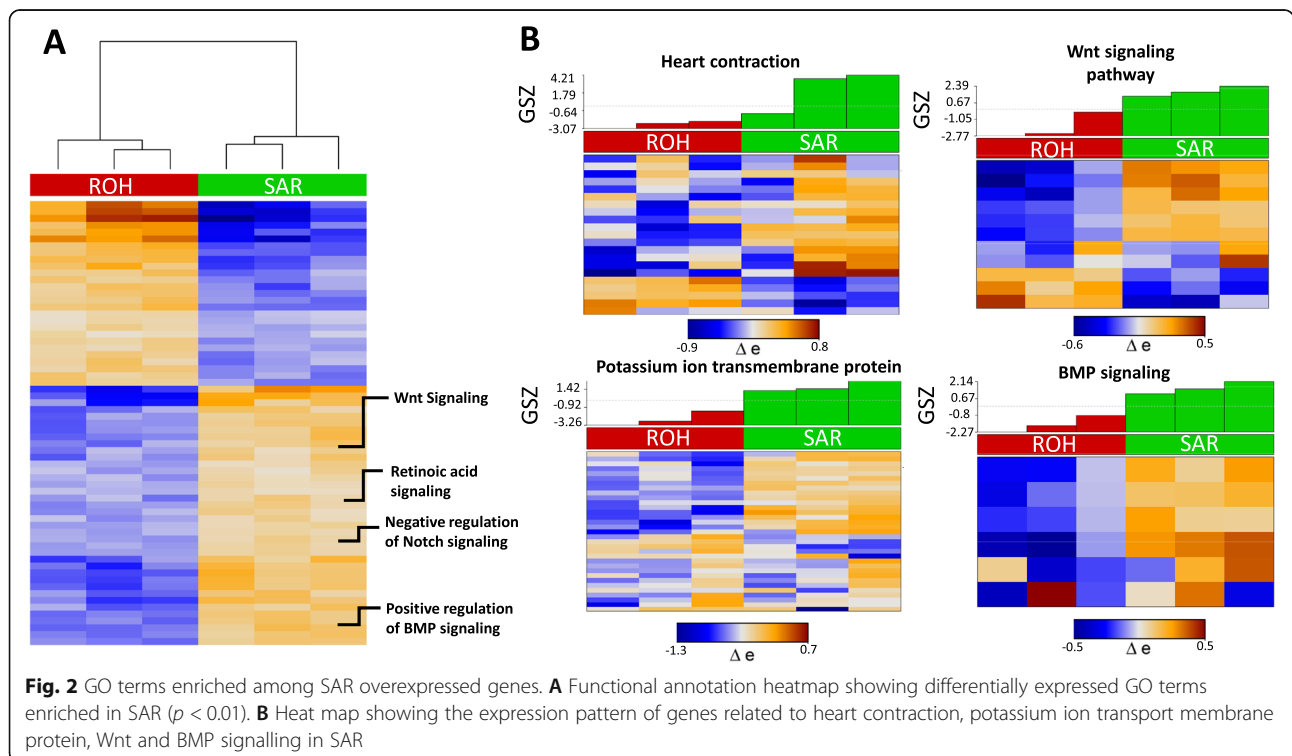 A
ROH SAR
Wnt Signaling
Retinoic acid
signaling
Negative regulation
of Notch signaling
Positive regulation
of BMP signaling
B
Heart contraction
GSZ
4.21
1.79
-0.64
-3.07
ROH SAR
-0.9 0.8
Δ e
Wnt signaling
pathway
GSZ
2.39
0.67
-1.05
-2.77
ROH SAR
-0.6 0.5
Δ e
Potassium ion transmembrane protein
GSZ
1.42
-0.92
-3.26
ROH SAR
-1.3 0.7
Δ e
BMP signaling
GSZ
2.14
0.67
-0.8
-2.27
ROH SAR
-0.5 0.5
Δ e
Fig. 2 GO terms enriched among SAR overexpressed genes. A Functional annotation heatmap showing differentially expressed GO terms
enriched in SAR (p < 0.01). B Heat map showing the expression pattern of genes related to heart contraction, potassium ion transport membrane
protein, Wnt and BMP signalling in SAR